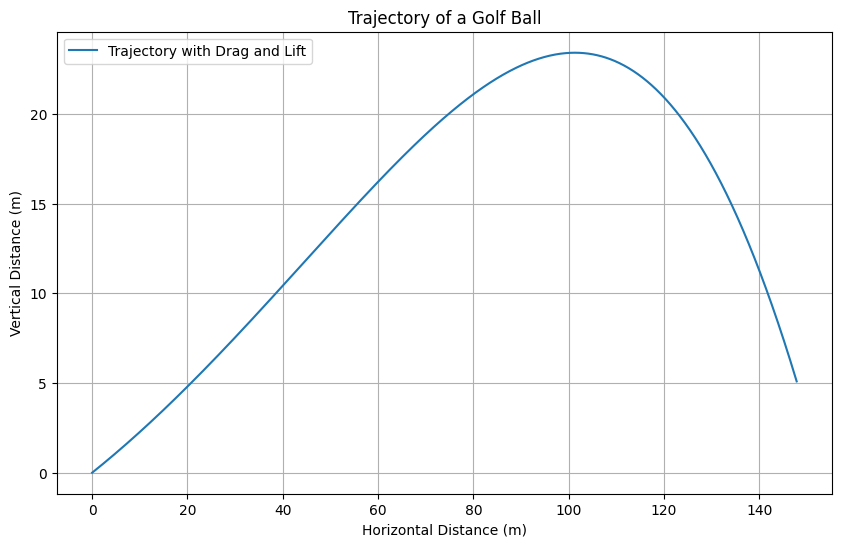 Trajectory of a Golf Ball
Trajectory with Drag and Lift
Vertical Distance (m)
20
15
10
5
0
0 20 40 60 80 100 120 140
Horizontal Distance (m)